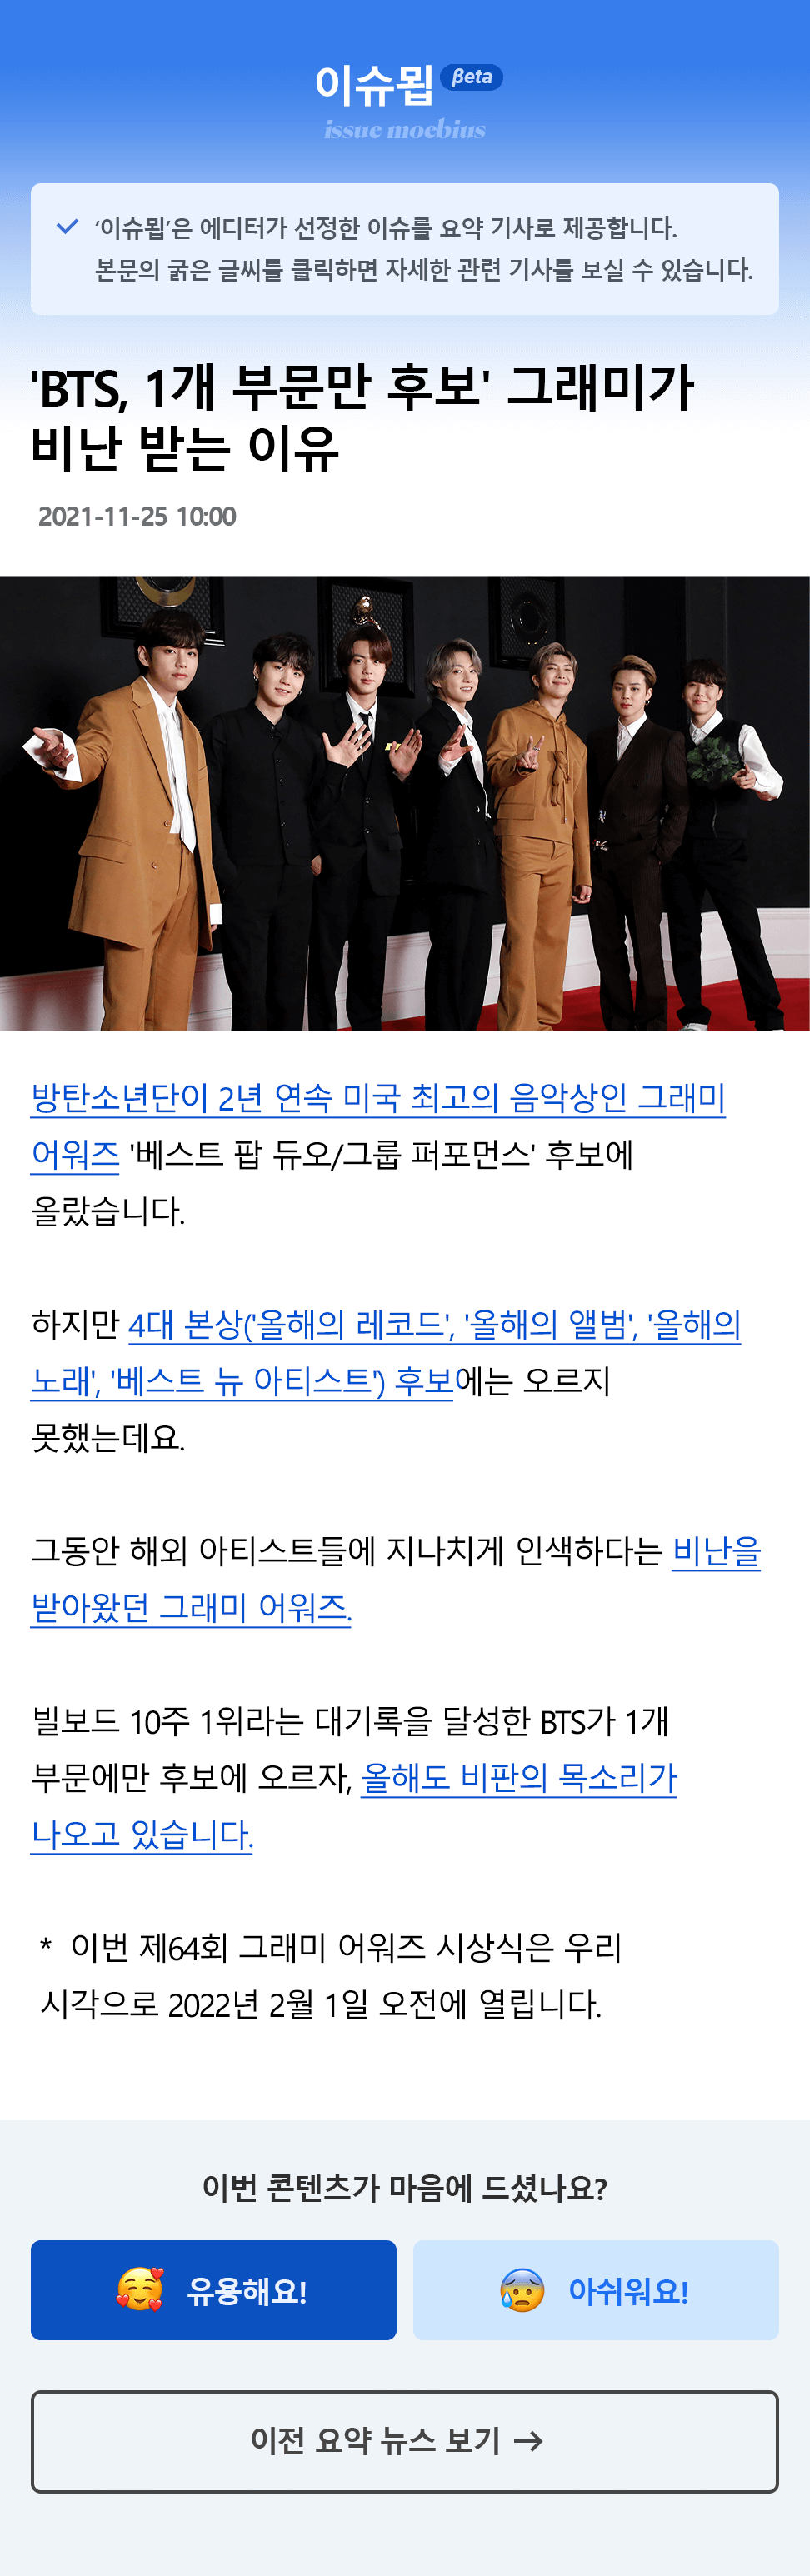 이슈묍 βeta
issue moebius
‘이슈묍’은 에디터가 선정한 이슈를 요약 기사로 제공합니다.
본문의 굵은 글씨를 클릭하면 자세한 관련 기사를 보실 수 있습니다.
'BTS, 1개 부문만 후보' 그래미가
비난 받는 이유
2021-11-25 10:00
방탄소년단이 2년 연속 미국 최고의 음악상인 그래미
어워즈 '베스트 팝 듀오/그룹 퍼포먼스' 후보에
올랐습니다.
하지만 4대 본상('올해의 레코드', '올해의 앨범', '올해의
노래', '베스트 뉴 아티스트') 후보에는 오르지
못했는데요.
그동안 해외 아티스트들에 지나치게 인색하다는 비난을
받아왔던 그래미 어워즈.
빌보드 10주 1위라는 대기록을 달성한 BTS가 1개
부문에만 후보에 오르자, 올해도 비판의 목소리가
나오고 있습니다.
* 이번 제64회 그래미 어워즈 시상식은 우리
시각으로 2022년 2월 1일 오전에 열립니다.
이번 콘텐츠가 마음에 드셨나요?
유용해요!
아쉬워요!
이전 요약 뉴스 보기 →